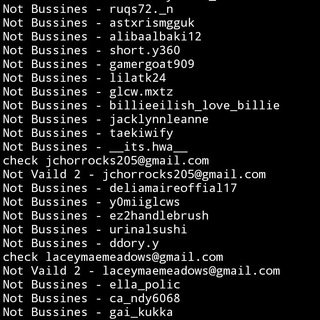 Not Bussines - ruqs72._n
Not Bussines - astxrismgguk
Not Bussines - alibaalbaki12
Not Bussines - short.y360
Not Bussines - gamergoat909
Not Bussines - lilatk24
Not Bussines - glcw.mxtz
Not Bussines - billieeilish_love_billie
Not Bussines - jacklynnleanne
Not Bussines - taekiwify
Not Bussines - __its.hwa__
check jchorrocks205@gmail.com
Not Vaild 2 - jchorrocks205@gmail.com
Not Bussines - deliamaireoffial17
Not Bussines - y0miiglcws
Not Bussines - ez2handlebrush
Not Bussines - urinalsushi
Not Bussines - ddory.y
check laceymaemeadows@gmail.com
Not Vaild 2 - laceymaemeadows@gmail.com
Not Bussines - ella_polic
Not Bussines - ca_ndy6068
Not Bussines - gai_kukka